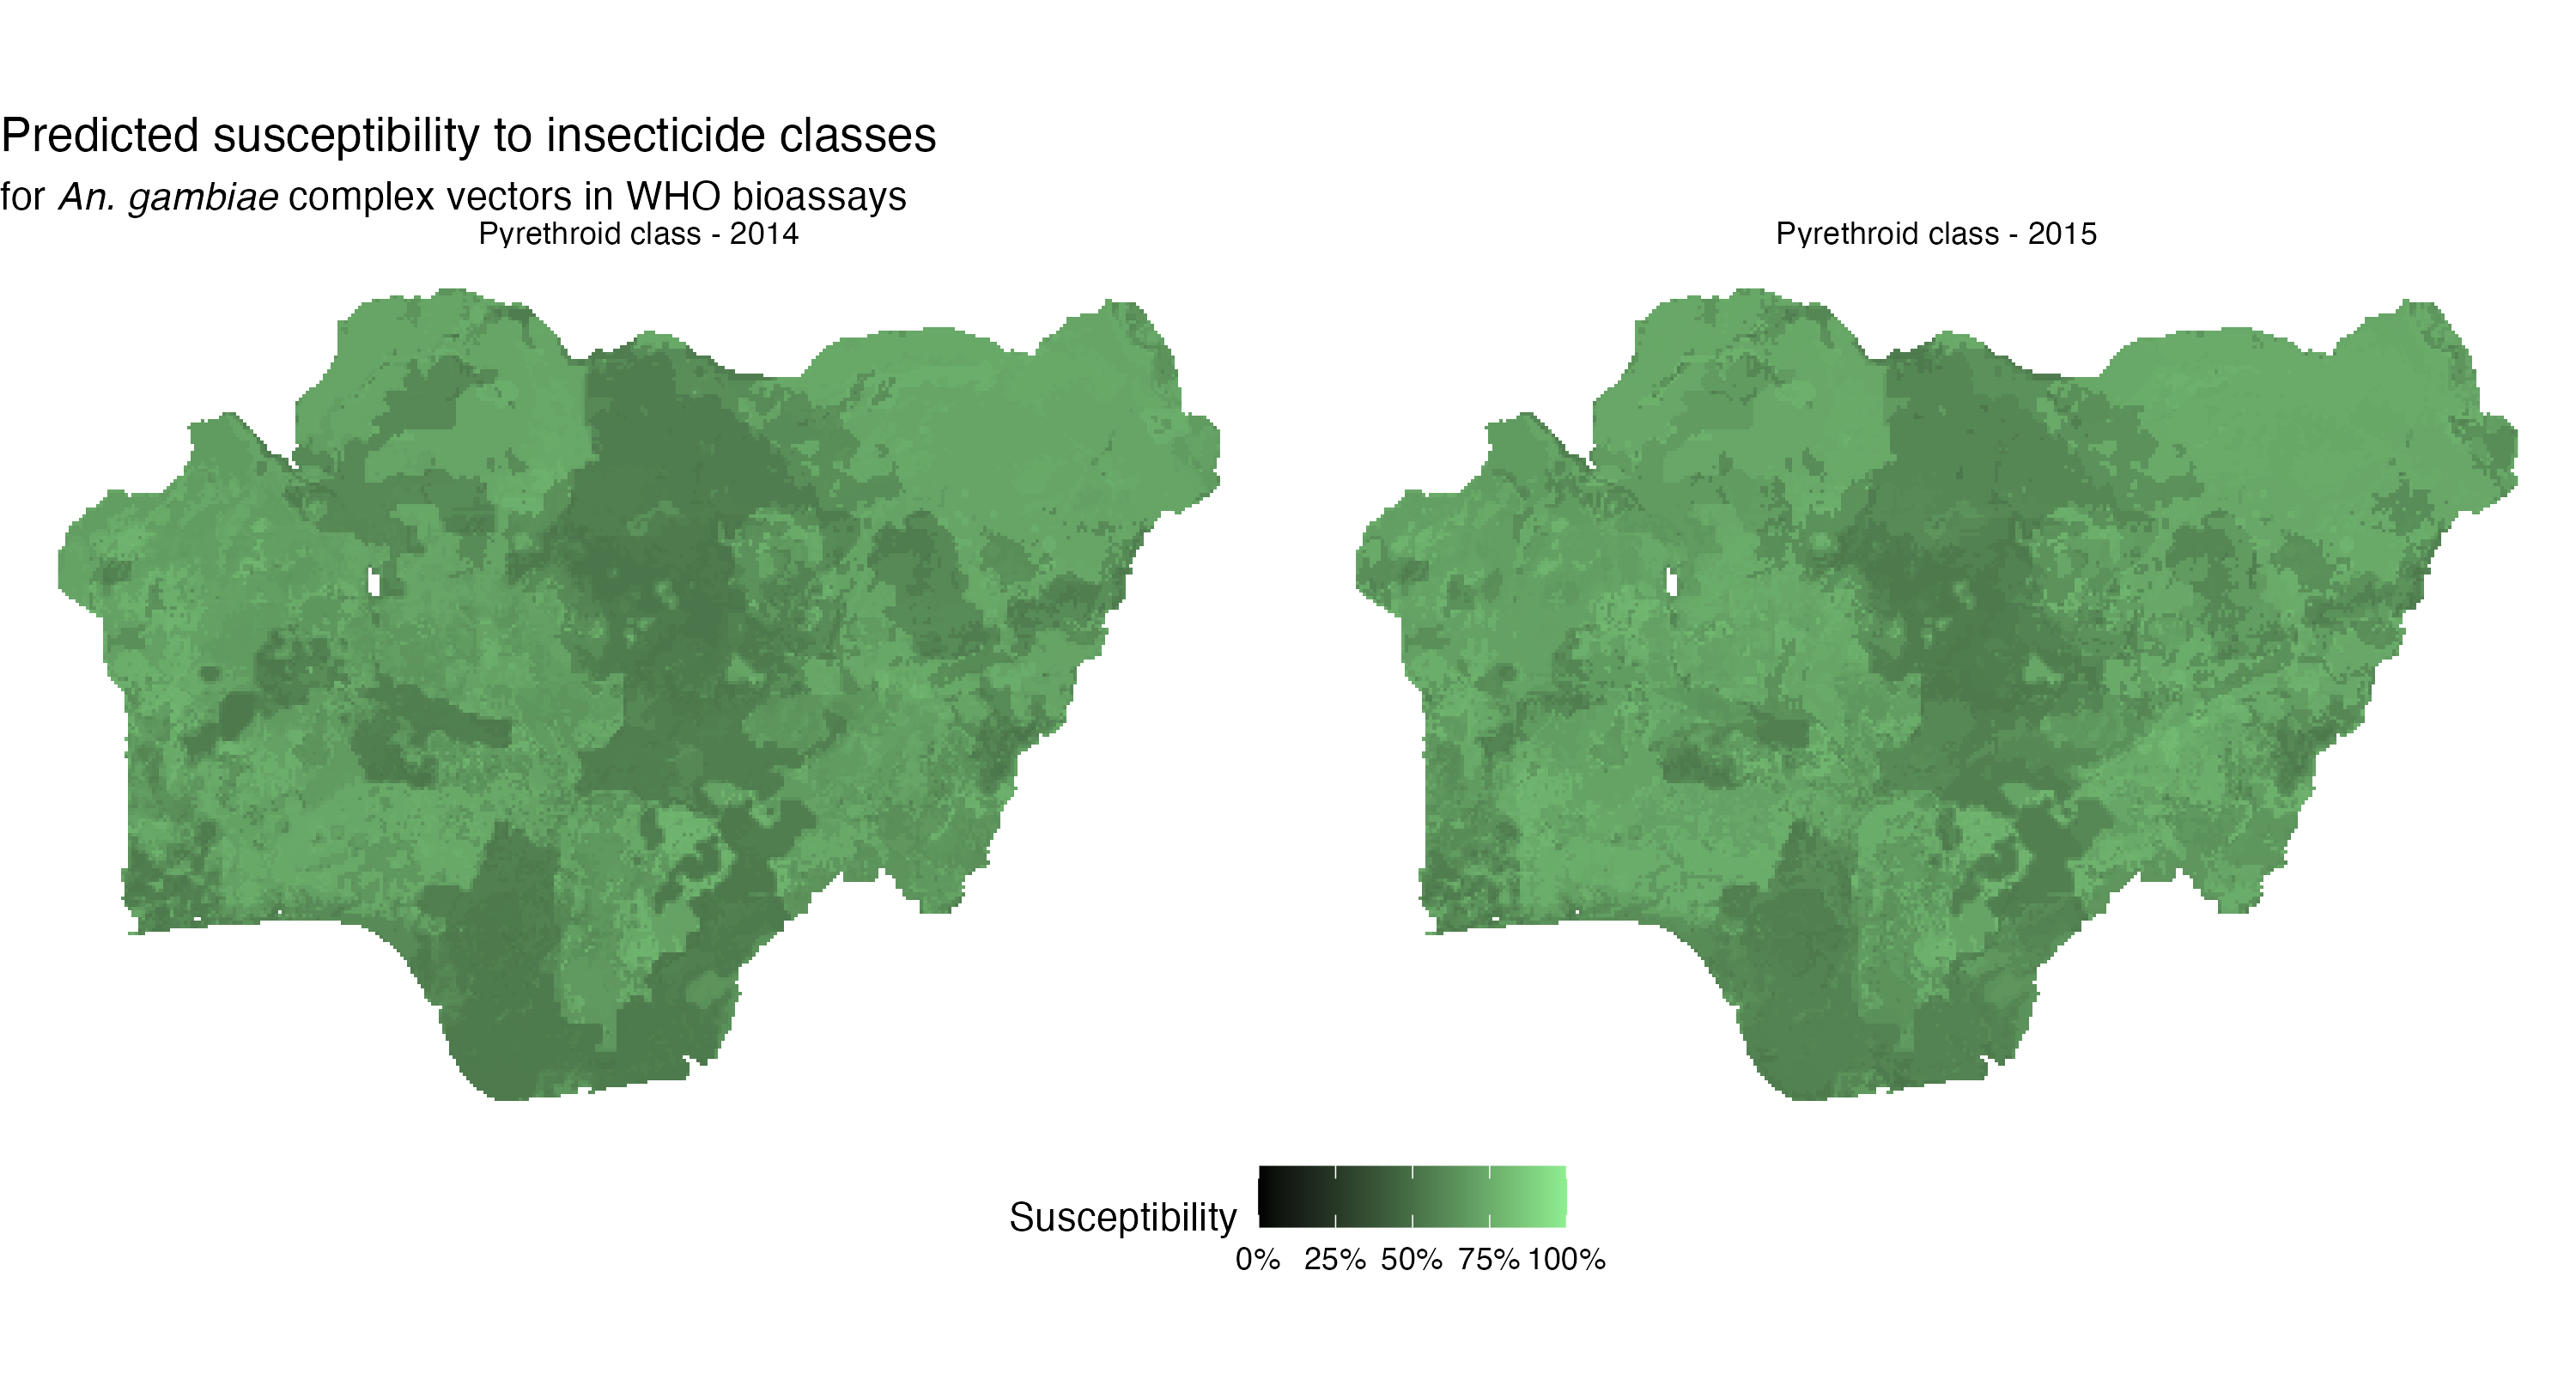 Predicted susceptibility to insecticide classes
for An. gambiae complex vectors in WHO bioassays
Pyrethroid class - 2014
Pyrethroid class - 2015
Susceptibility
0% 25% 50% 75% 100%